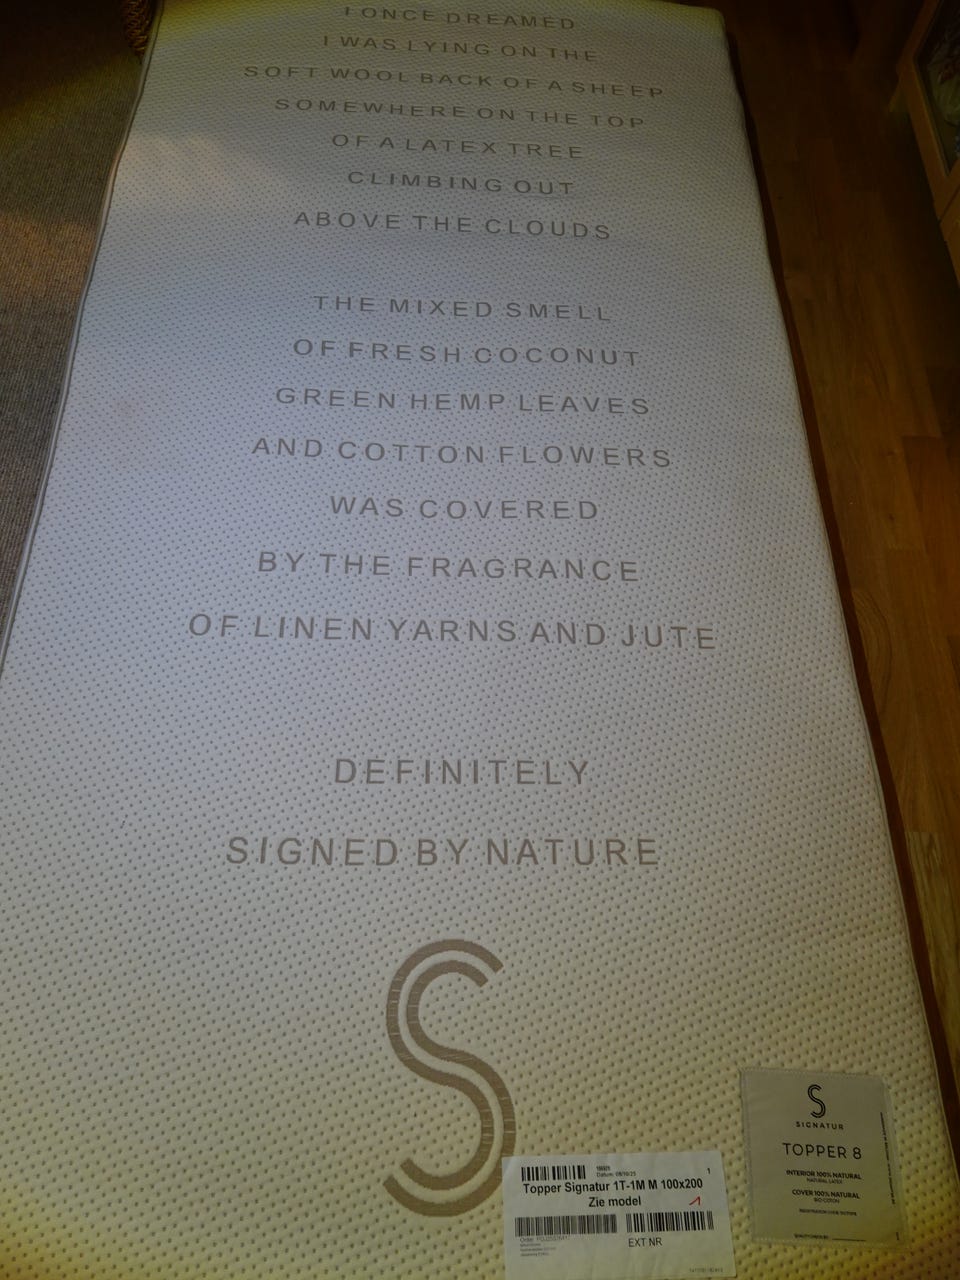 I ONCE DREAMED
I WAS LYING ON THE
SOFT WOOL BACK OF A SHEEP
SOMEWHERE ON THE TOP
OF A LATEX TREE
CLIMBING OUT
ABOVE THE CLOUDS
THE MIXED SMELL
OF FRESH COCONUT
GREEN HEMP LEAVES
AND COTTON FLOWERS
WAS COVERED
BY THE FRAGRANCE
OF LINEN YARNS AND JUTE
DEFINITELY
SIGNED BY NATURE
S
1
Topper Signatur 1T-1M M 100x200
Zie model
EXT NR
S
SIGNATUR
TOPPER 8
INTERIOR 100% NATURAL
NATURAL LATEX
COVER 100% NATURAL